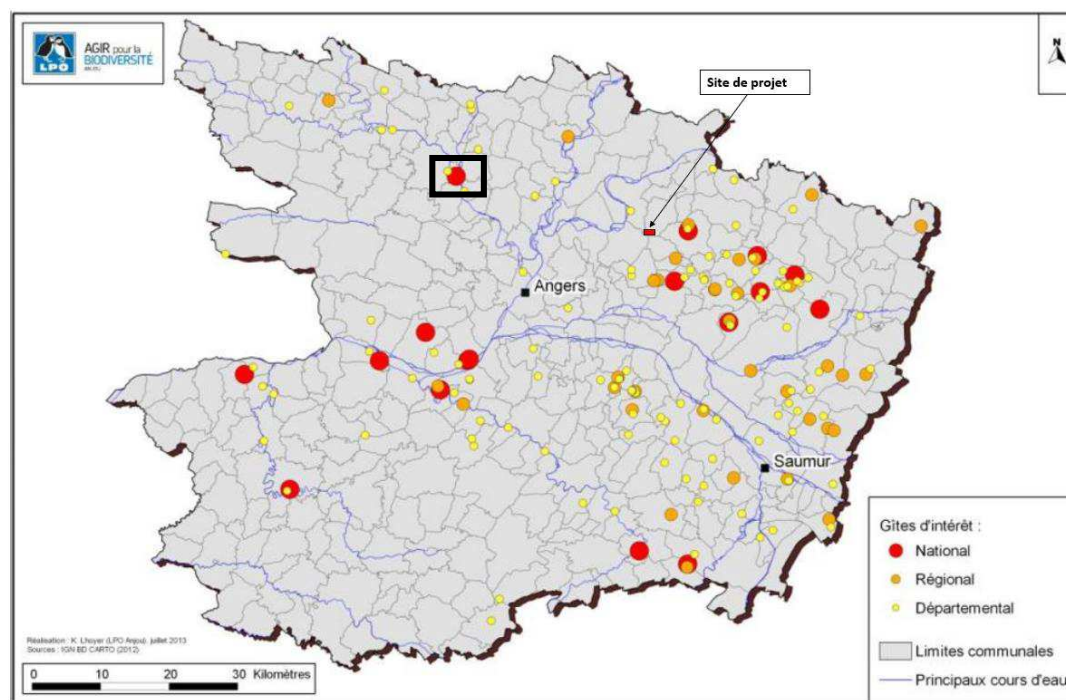 LPO
AGIR pour la
BIODIVERSITÉ
ANJOU
N
Site de projet
Angers
Saumur
Gîtes d'intérêt :
National
Régional
Départemental
Limites communales
Principaux cours d'eau
Réalisation : K. Lhoyer (LPO Anjou). juillet 2013
Sources : IGN BD CARTO (2012)
0 10 20 30 Kilomètres